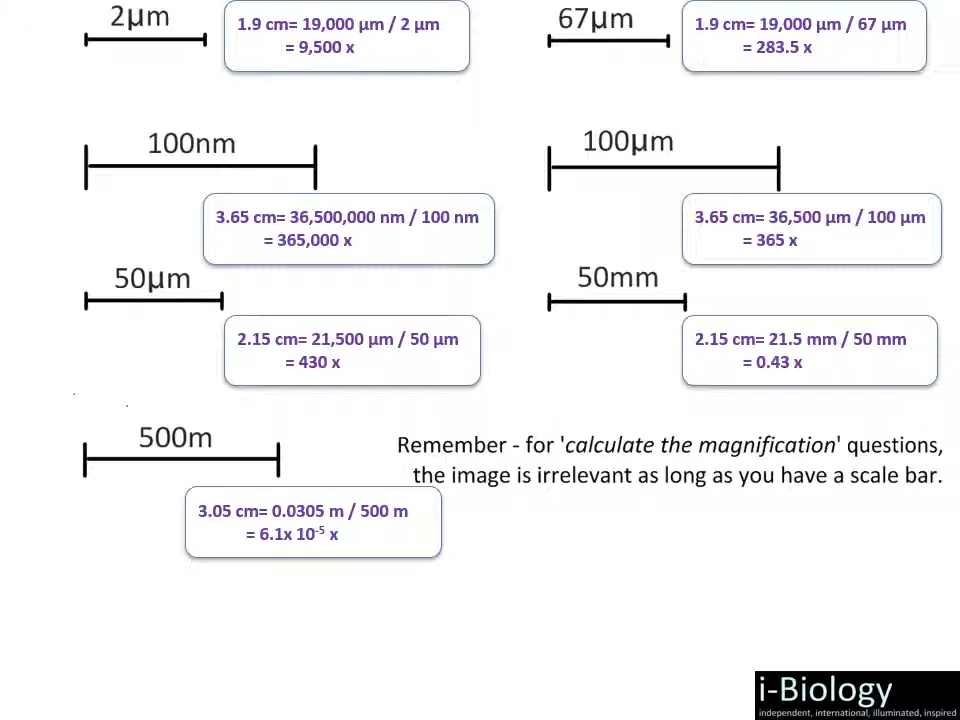 2µm
1.9 cm= 19,000 µm / 2 µm
= 9,500 x
67µm
1.9 cm= 19,000 µm / 67 µm
= 283.5 x
100nm
3.65 cm= 36,500,000 nm / 100 nm
= 365,000 x
100µm
3.65 cm= 36,500 µm / 100 µm
= 365 x
50µm
2.15 cm= 21,500 µm / 50 µm
= 430 x
50mm
2.15 cm= 21.5 mm / 50 mm
= 0.43 x
500m
3.05 cm= 0.0305 m / 500 m
= 6.1x 10⁻⁵ x
Remember - for 'calculate the magnification' questions,
the image is irrelevant as long as you have a scale bar.
i-Biology
independent, international, illuminated, inspired